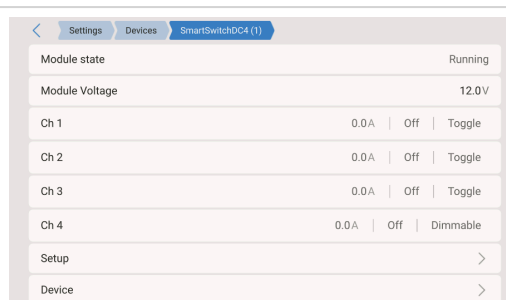 Settings Devices SmartSwitchDC4 (1)
Module state Running
Module Voltage 12.0V
Ch 1 0.0A | Off | Toggle
Ch 2 0.0A | Off | Toggle
Ch 3 0.0A | Off | Toggle
Ch 4 0.0A | Off | Dimmable
Setup
Device